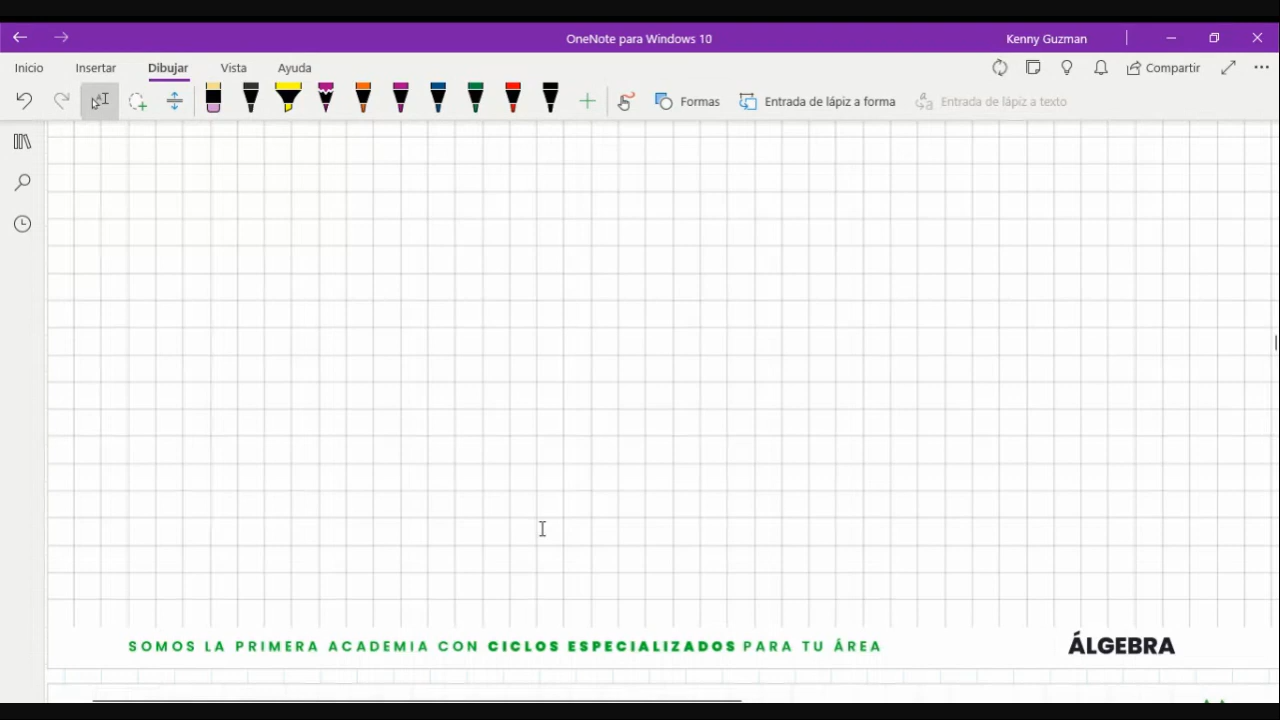 OneNote para Windows 10
Kenny Guzman
Inicio
Insertar
Dibujar
Vista
Ayuda
Compartir
Formas
Entrada de lápiz a forma
Entrada de lápiz a texto
SOMOS LA PRIMERA ACADEMIA CON CICLOS ESPECIALIZADOS PARA TU ÁREA
ÁLGEBRA